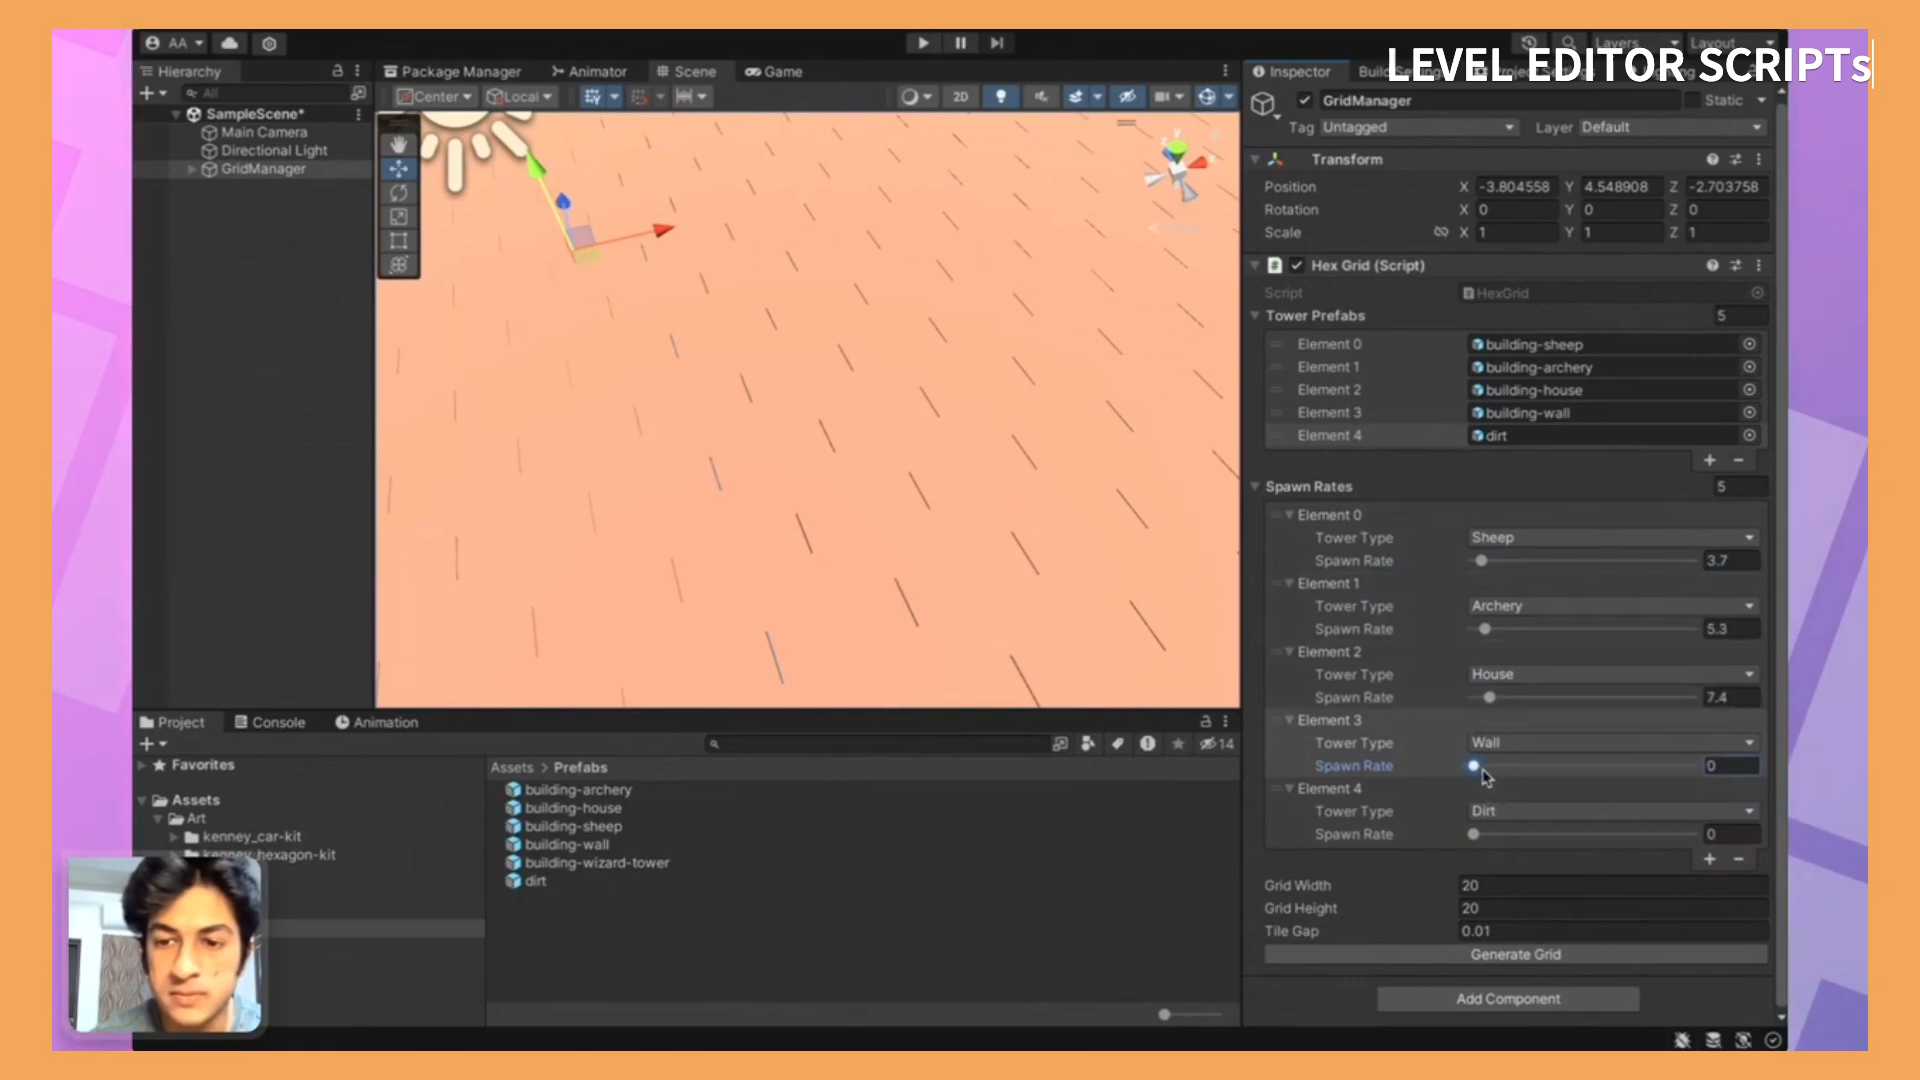 LEVEL EDITOR SCRIPTs
AA
Layers
Layout
Hierarchy
All
SampleScene*
Main Camera
Directional Light
GridManager
Package Manager
Animator
Scene
Game
Center
Local
2D
Inspector
GridManager
Static
Tag Untagged
Layer Default
Transform
Position X -3.804558 Y 4.548908 Z -2.703758
Rotation X 0 Y 0 Z 0
Scale X 1 Y 1 Z 1
Hex Grid (Script)
Script HexGrid
Tower Prefabs 5
Element 0 building-sheep
Element 1 building-archery
Element 2 building-house
Element 3 building-wall
Element 4 dirt
Spawn Rates 5
Element 0
Tower Type Sheep
Spawn Rate 3.7
Element 1
Tower Type Archery
Spawn Rate 5.3
Element 2
Tower Type House
Spawn Rate 7.4
Element 3
Tower Type Wall
Spawn Rate 0
Element 4
Tower Type Dirt
Spawn Rate 0
Grid Width 20
Grid Height 20
Tile Gap 0.01
Generate Grid
Add Component
Project
Console
Animation
14
Favorites
Assets
Art
kenney_car-kit
kenney_hexagon-kit
Assets > Prefabs
building-archery
building-house
building-sheep
building-wall
building-wizard-tower
dirt